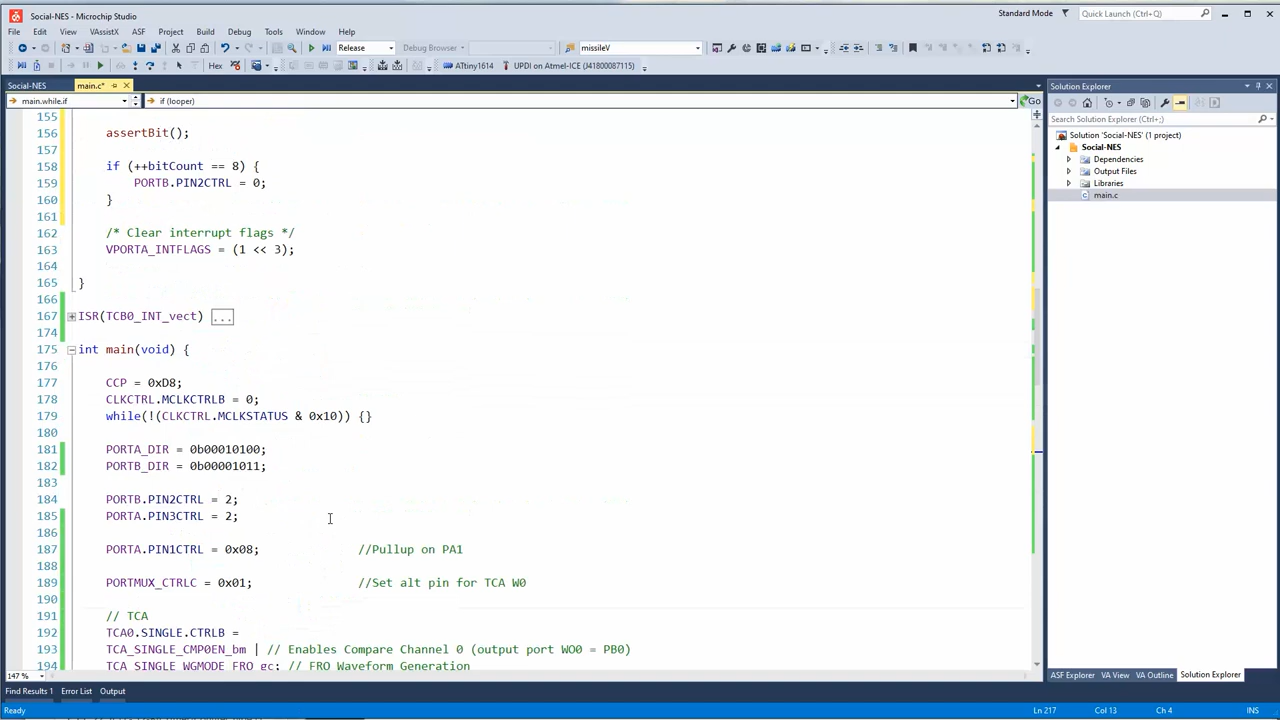 Social-NES - Microchip Studio
Standard Mode
Quick Launch (Ctrl+;)
File Edit View VAssistX ASF Project Build Debug Tools Window Help
Release Debug Browser missileV
Hex ATtiny1614 UPDI on Atmel-ICE (J41800087115)
Social-NES main.c*
main.while.if if (looper) Go
155
156 assertBit();
157
158 if (++bitCount == 8) {
159 PORTB.PIN2CTRL = 0;
160 }
161
162 /* Clear interrupt flags */
163 VPORTA_INTFLAGS = (1 << 3);
164
165 }
166
167 ISR(TCB0_INT_vect) ...
174
175 int main(void) {
176
177 CCP = 0xD8;
178 CLKCTRL.MCLKCTRLB = 0;
179 while(!(CLKCTRL.MCLKSTATUS & 0x10)) {}
180
181 PORTA_DIR = 0b00010100;
182 PORTB_DIR = 0b00001011;
183
184 PORTB.PIN2CTRL = 2;
185 PORTA.PIN3CTRL = 2;
186
187 PORTA.PIN1CTRL = 0x08; //Pullup on PA1
188
189 PORTMUX_CTRLC = 0x01; //Set alt pin for TCA W0
190
191 // TCA
192 TCA0.SINGLE.CTRLB =
193 TCA_SINGLE_CMP0EN_bm | // Enables Compare Channel 0 (output port WO0 = PB0)
194 TCA_SINGLE_WGMODE_FRQ_gc; // FRQ Waveform Generation
147 %
Solution Explorer
Search Solution Explorer (Ctrl+;)
Solution 'Social-NES' (1 project)
Social-NES
Dependencies
Output Files
Libraries
main.c
ASF Explorer VA View VA Outline Solution Explorer
Find Results 1 Error List Output
Ready Ln 217 Col 13 Ch 4 INS